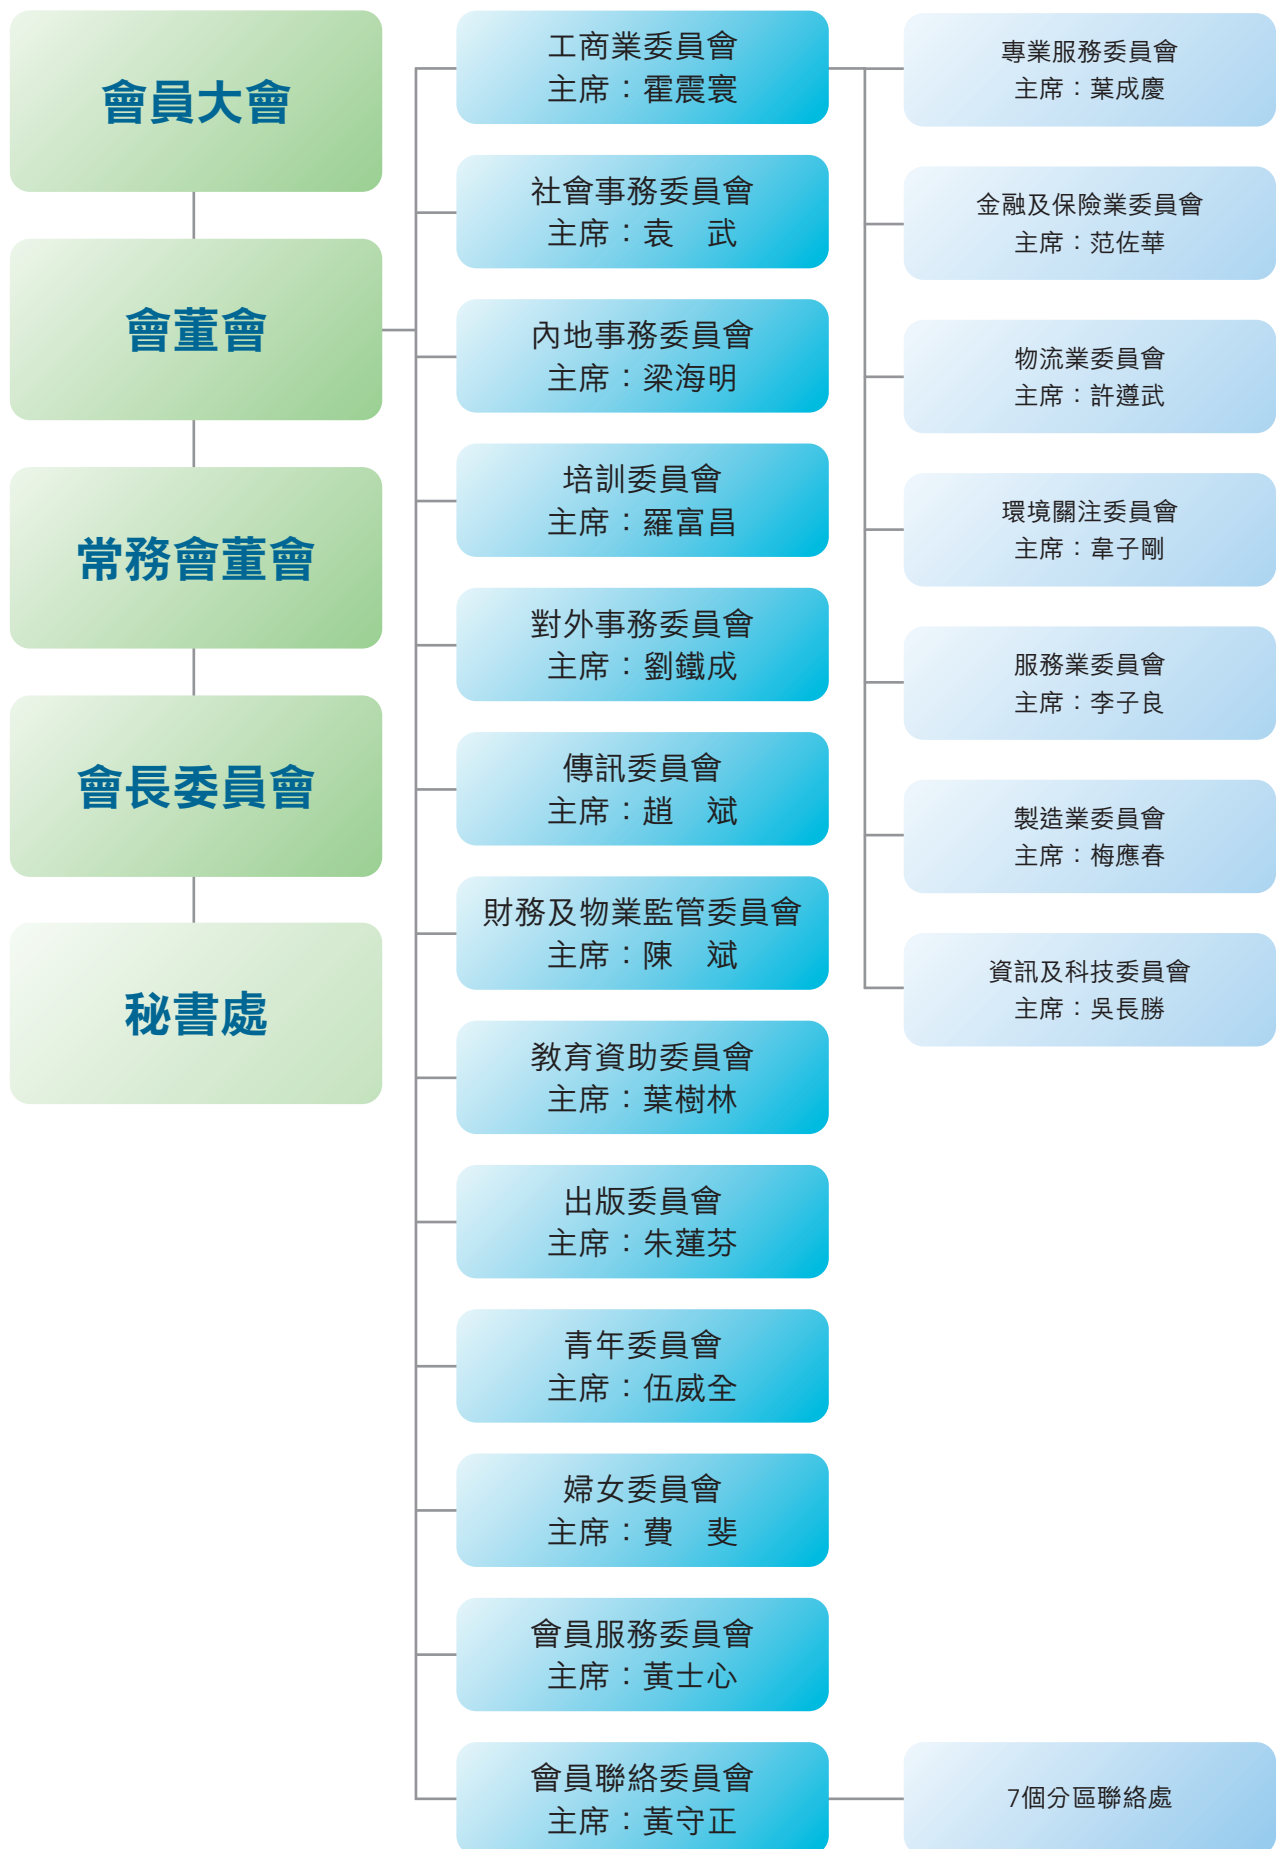 會員大會
會董會
常務會董會
會長委員會
秘書處
工商業委員會
主席：霍震寰
社會事務委員會
主席：袁　武
內地事務委員會
主席：梁海明
培訓委員會
主席：羅富昌
對外事務委員會
主席：劉鐵成
傳訊委員會
主席：趙　斌
財務及物業監管委員會
主席：陳　斌
教育資助委員會
主席：葉樹林
出版委員會
主席：朱蓮芬
青年委員會
主席：伍威全
婦女委員會
主席：費　斐
會員服務委員會
主席：黃士心
會員聯絡委員會
主席：黃守正
專業服務委員會
主席：葉成慶
金融及保險業委員會
主席：范佐華
物流業委員會
主席：許遵武
環境關注委員會
主席：韋子剛
服務業委員會
主席：李子良
製造業委員會
主席：梅應春
資訊及科技委員會
主席：吳長勝
7個分區聯絡處